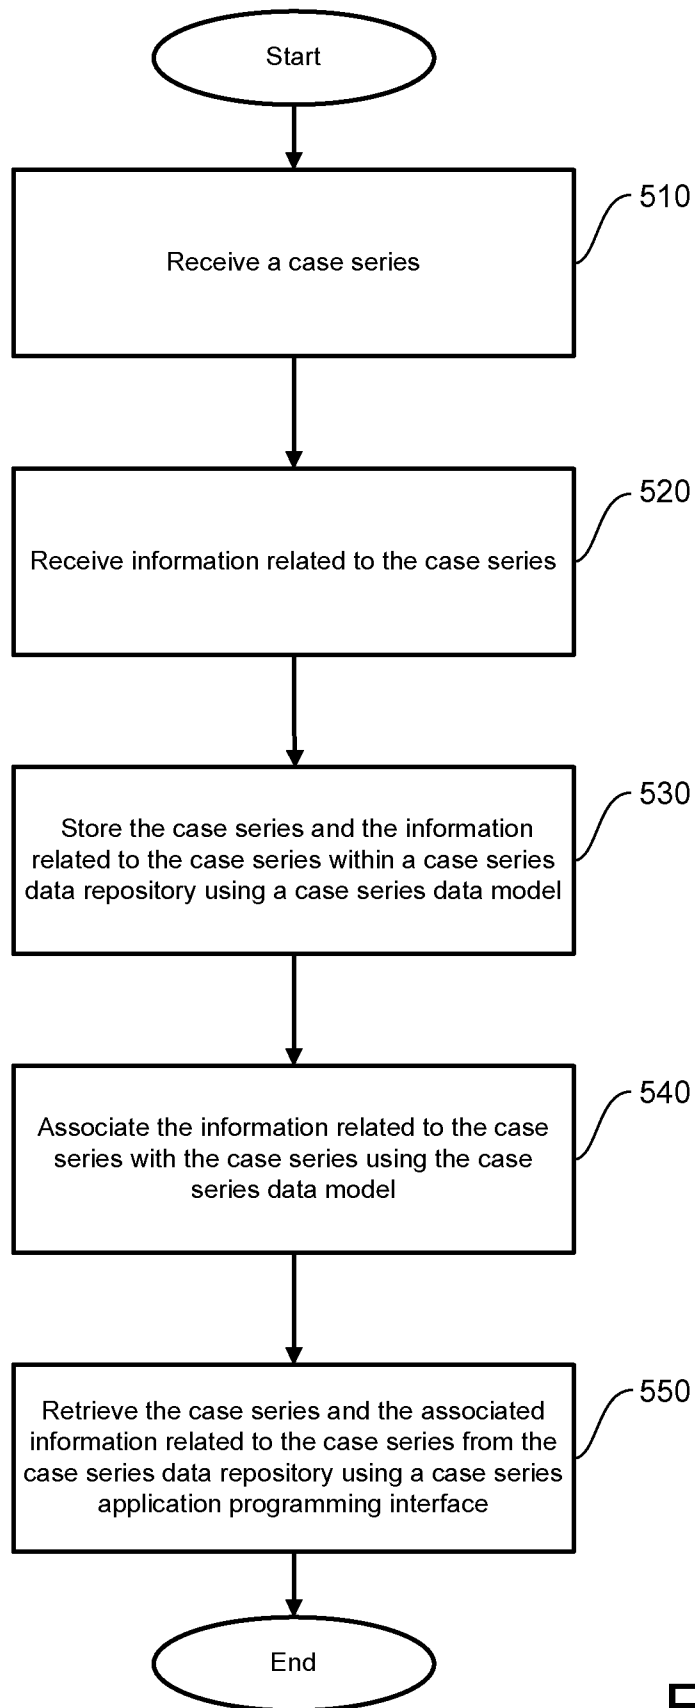 Start
510
Receive a case series
520
Receive information related to the case series
530
Store the case series and the information
related to the case series within a case series
data repository using a case series data model
540
Associate the information related to the case
series with the case series using the case
series data model
550
Retrieve the case series and the associated
information related to the case series from the
case series data repository using a case series
application programming interface
End